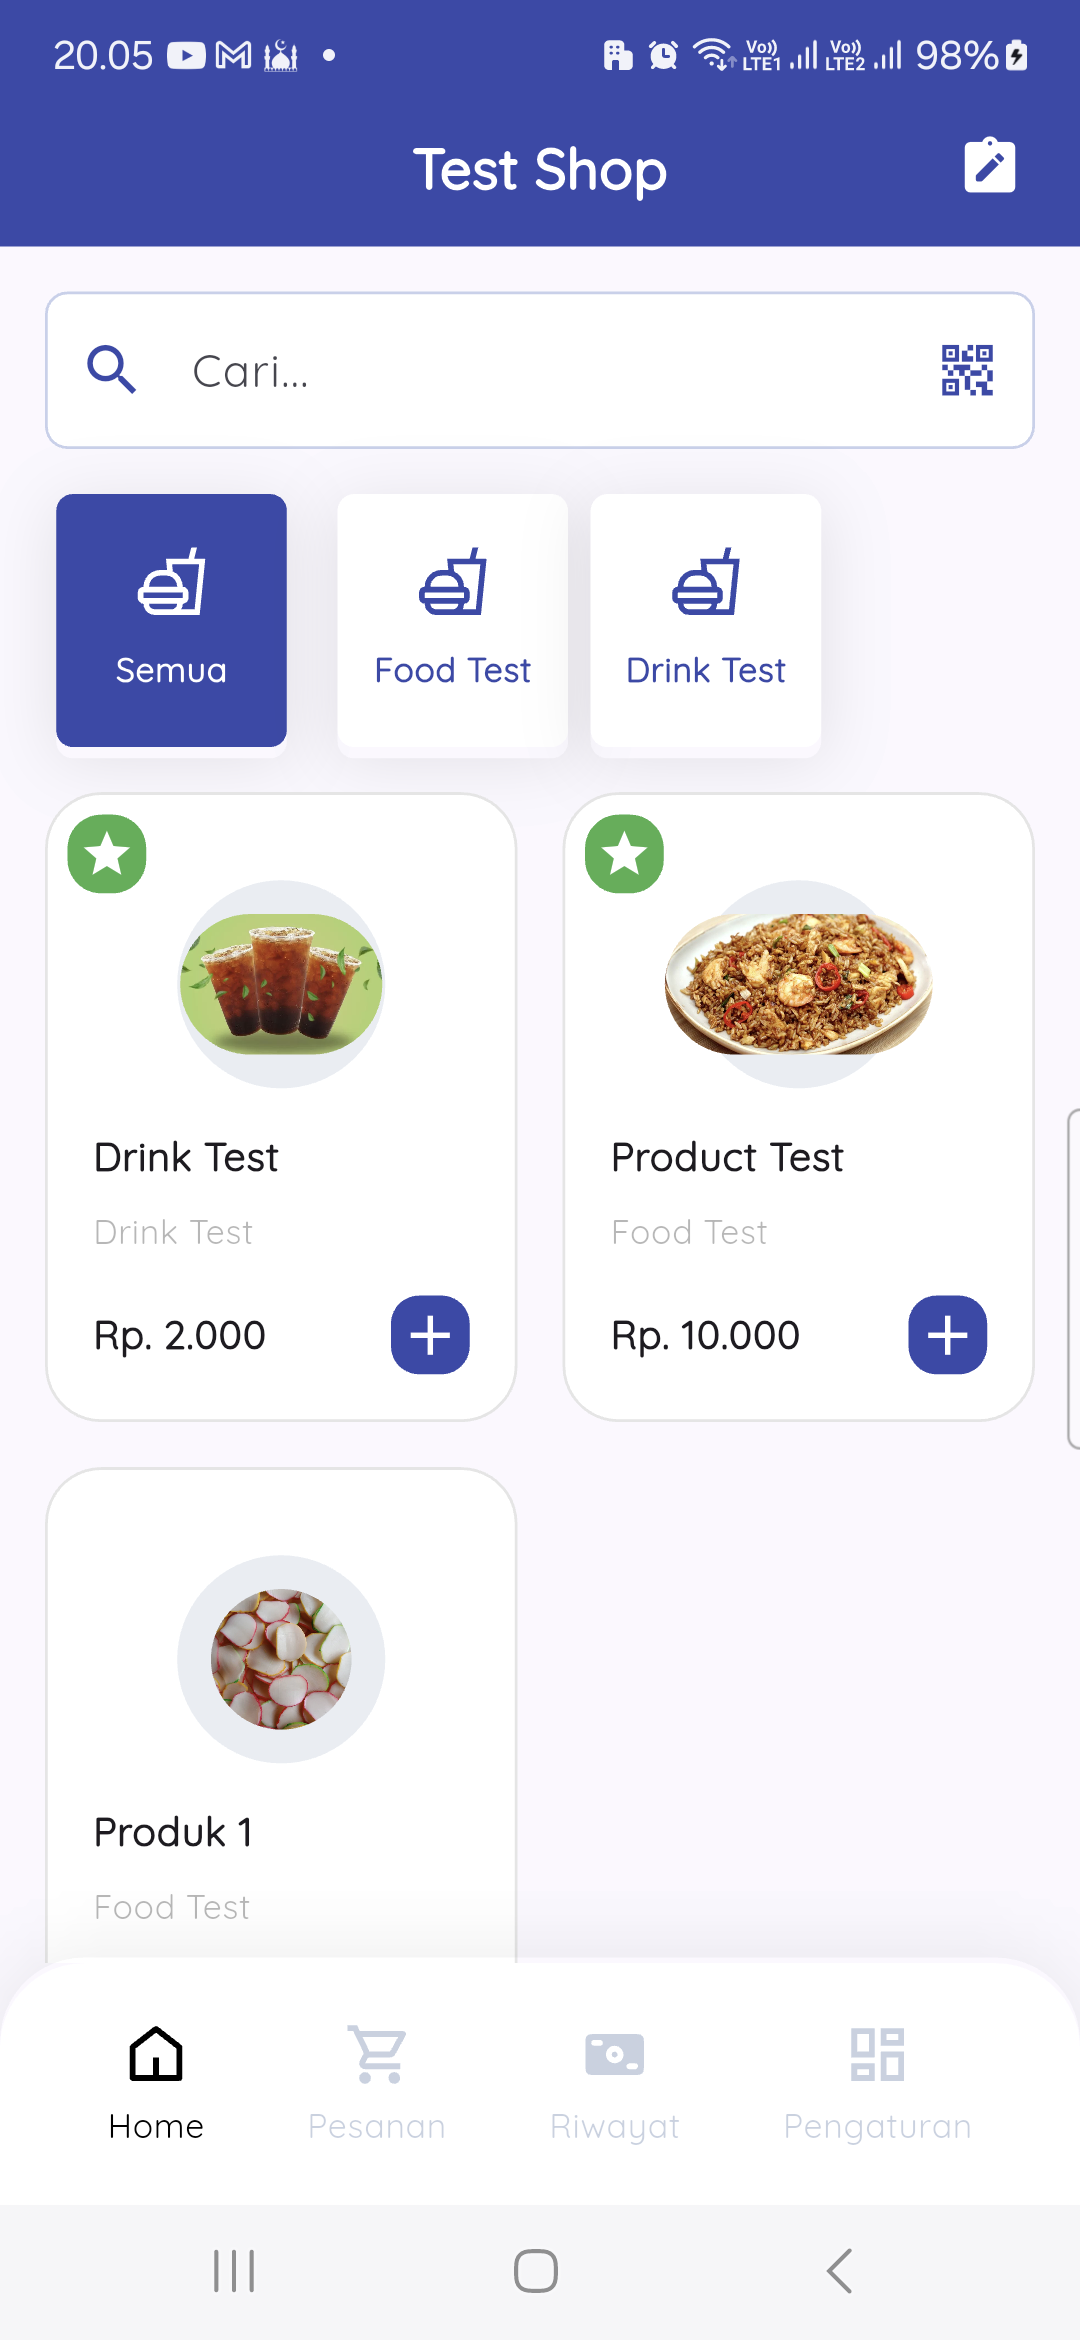 20.05
Vo)) LTE1 Vo)) LTE2 98%
Test Shop
Cari...
Semua
Food Test
Drink Test
Drink Test
Drink Test
Rp. 2.000
Product Test
Food Test
Rp. 10.000
Produk 1
Food Test
Home
Pesanan
Riwayat
Pengaturan